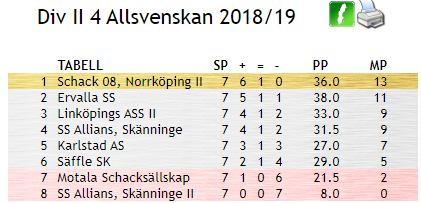 Div II 4 Allsvenskan 2018/19
TABELL SP + = - PP MP
1 Schack 08, Norrköping II 7 6 1 0 36.0 13
2 Ervalla SS 7 5 1 1 38.0 11
3 Linköpings ASS II 7 4 1 2 33.0 9
4 SS Allians, Skänninge 7 4 1 2 31.5 9
5 Karlstad AS 7 3 1 3 27.0 7
6 Säffle SK 7 2 1 4 29.0 5
7 Motala Schacksällskap 7 1 0 6 21.5 2
8 SS Allians, Skänninge II 7 0 0 7 8.0 0